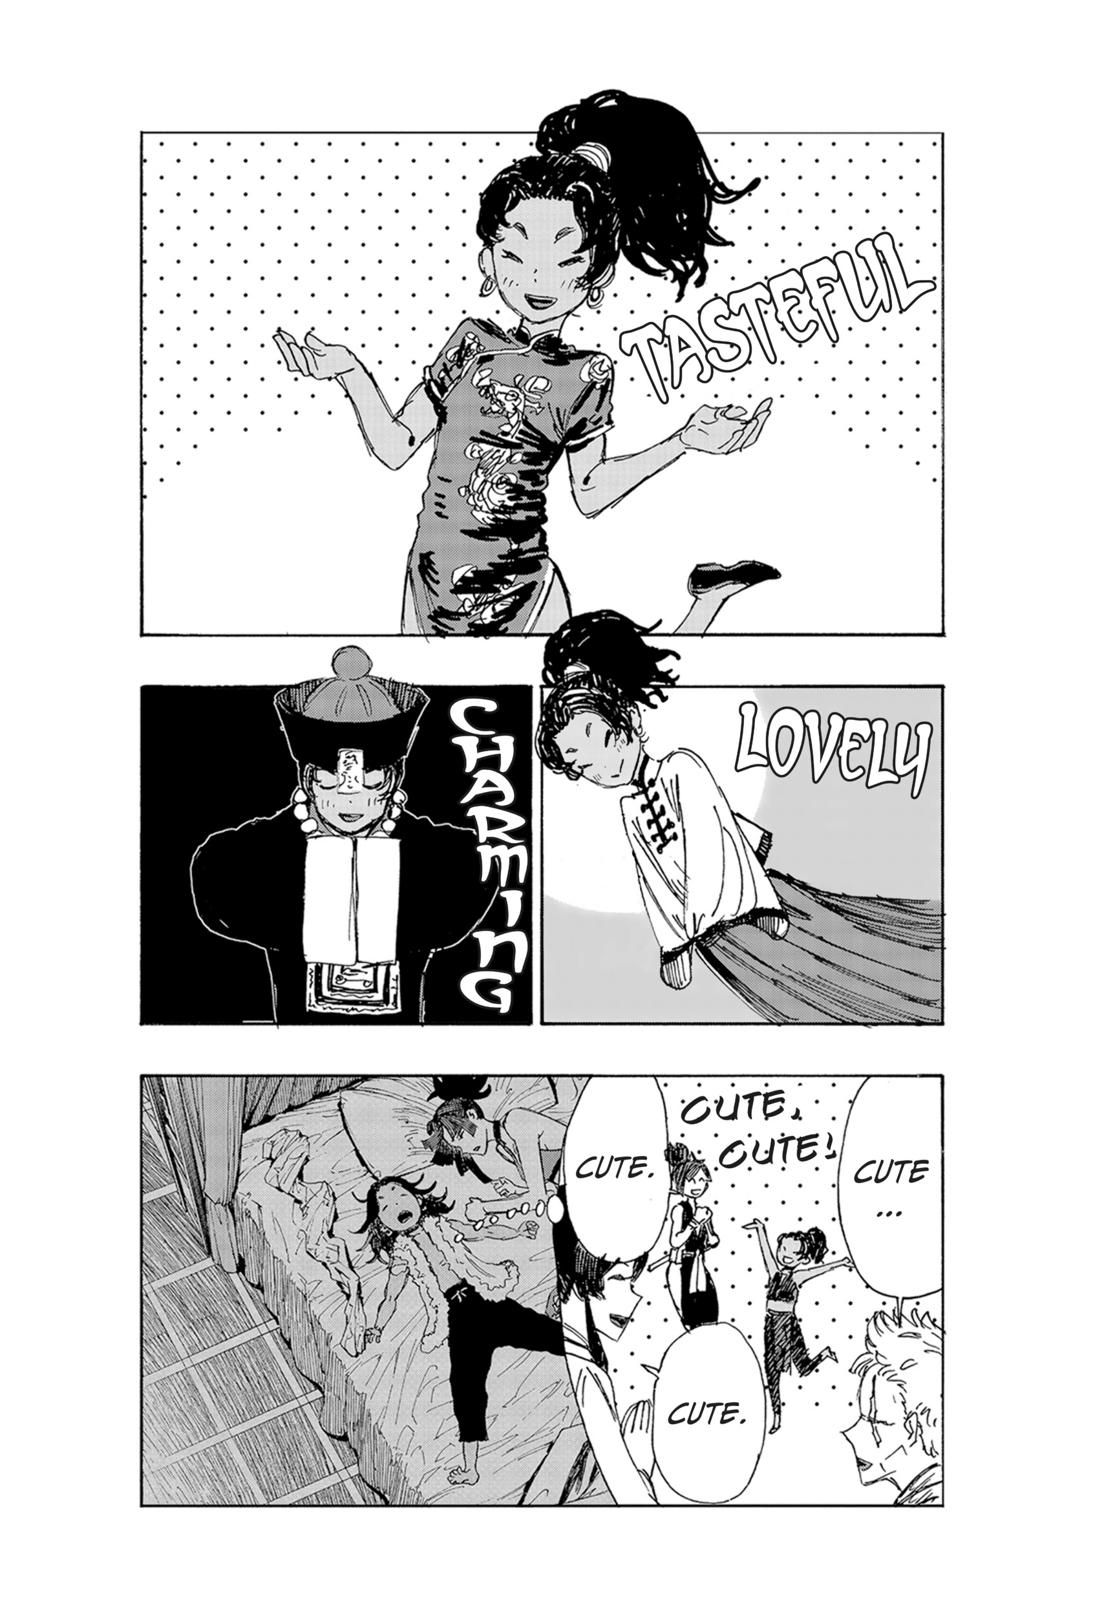 TASTEFUL
CHARMING
LOVELY
CUTE.
CUTE,
CUTE!
CUTE
...
CUTE.